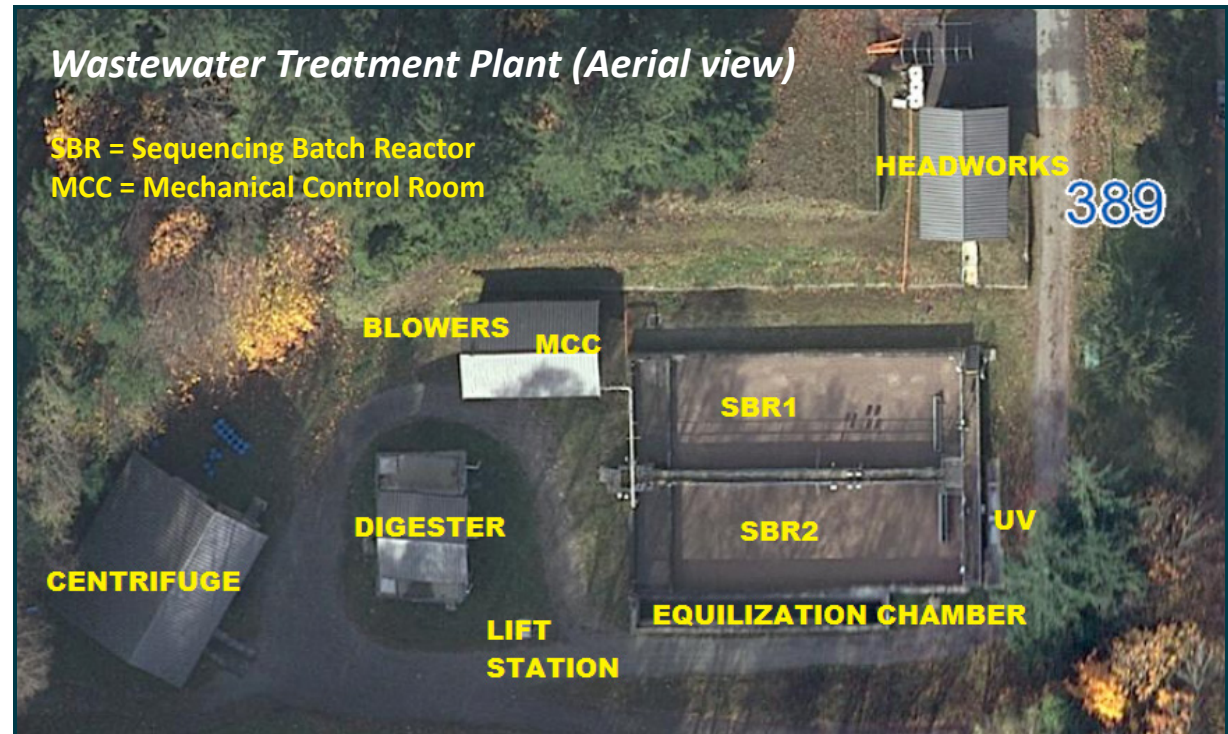 Wastewater Treatment Plant (Aerial view)
SBR = Sequencing Batch Reactor
MCC = Mechanical Control Room
HEADWORKS
389
BLOWERS
MCC
SBR1
SBR2
UV
DIGESTER
CENTRIFUGE
EQUILIZATION CHAMBER
LIFT
STATION